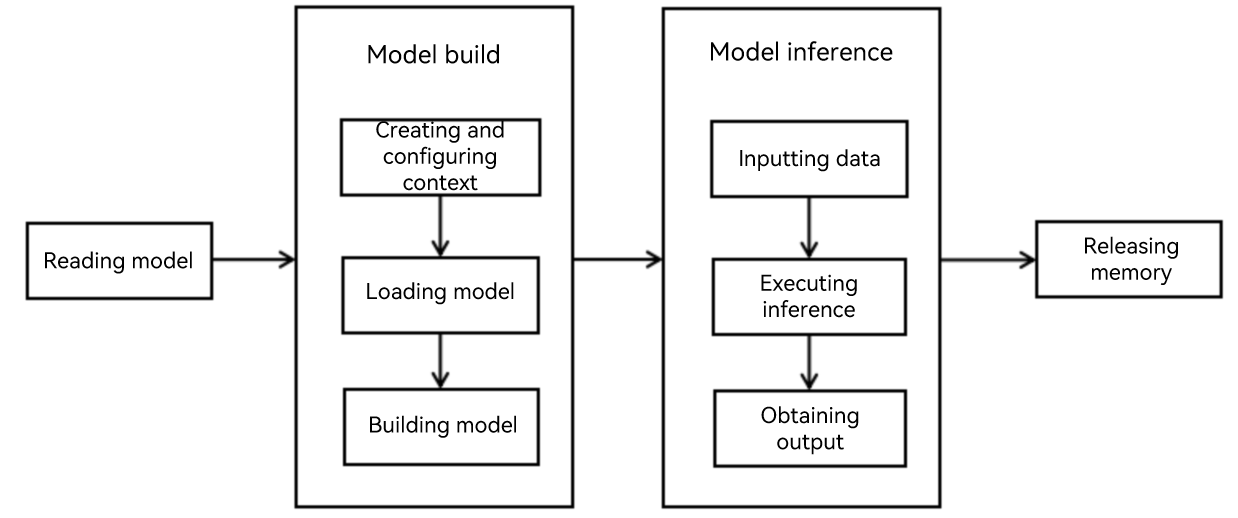 Reading model
Model build
Creating and
configuring
context
Loading model
Building model
Model inference
Inputting data
Executing
inference
Obtaining
output
Releasing
memory